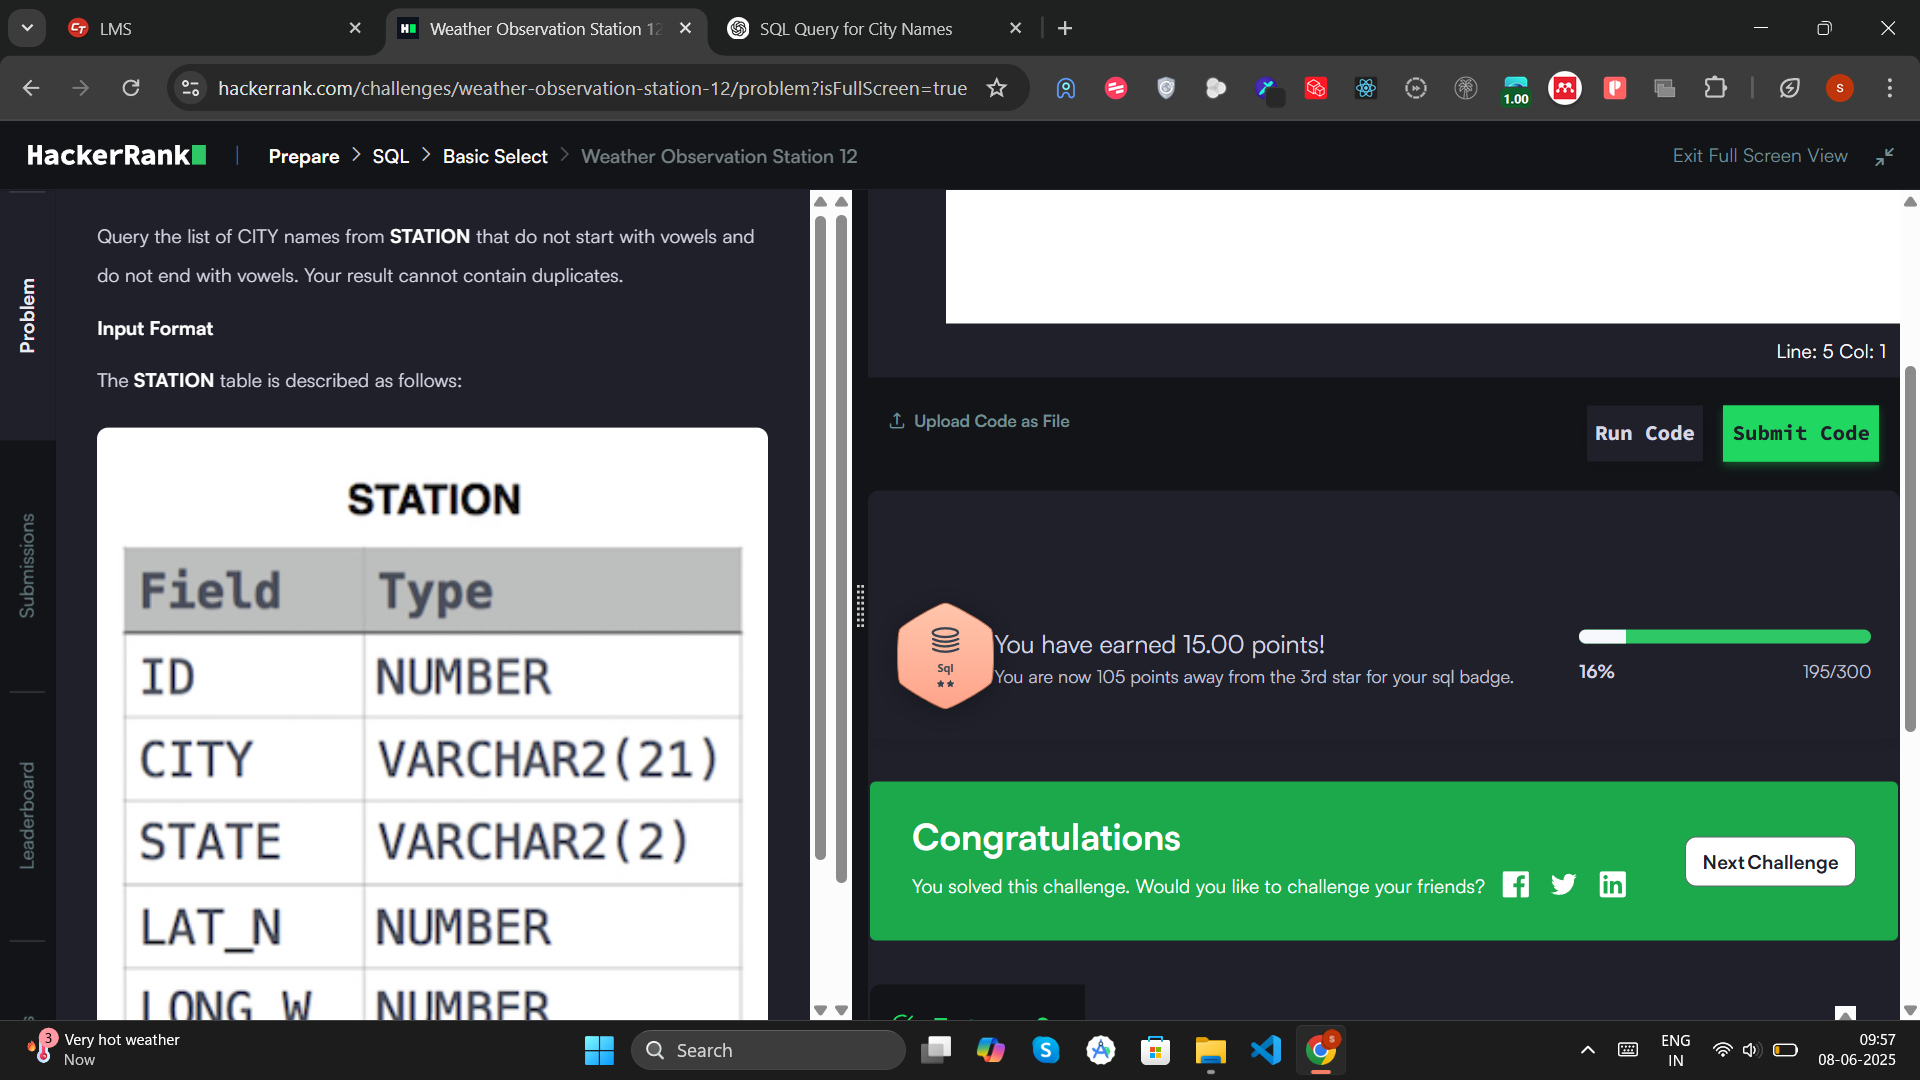 LMS
Weather Observation Station 12
SQL Query for City Names
hackerrank.com/challenges/weather-observation-station-12/problem?isFullScreen=true
1.00
S
HackerRank
Prepare
SQL
Basic Select
Weather Observation Station 12
Exit Full Screen View
Problem
Submissions
Leaderboard
Query the list of CITY names from STATION that do not start with vowels and
do not end with vowels. Your result cannot contain duplicates.
Input Format
The STATION table is described as follows:
STATION
Field Type
ID NUMBER
CITY VARCHAR2(21)
STATE VARCHAR2(2)
LAT_N NUMBER
LONG_W NUMBER
Line: 5 Col: 1
Upload Code as File
Run Code
Submit Code
Sql
You have earned 15.00 points!
You are now 105 points away from the 3rd star for your sql badge.
16%
195/300
Congratulations
You solved this challenge. Would you like to challenge your friends?
Next Challenge
3
Very hot weather
Now
Search
ENG
IN
09:57
08-06-2025